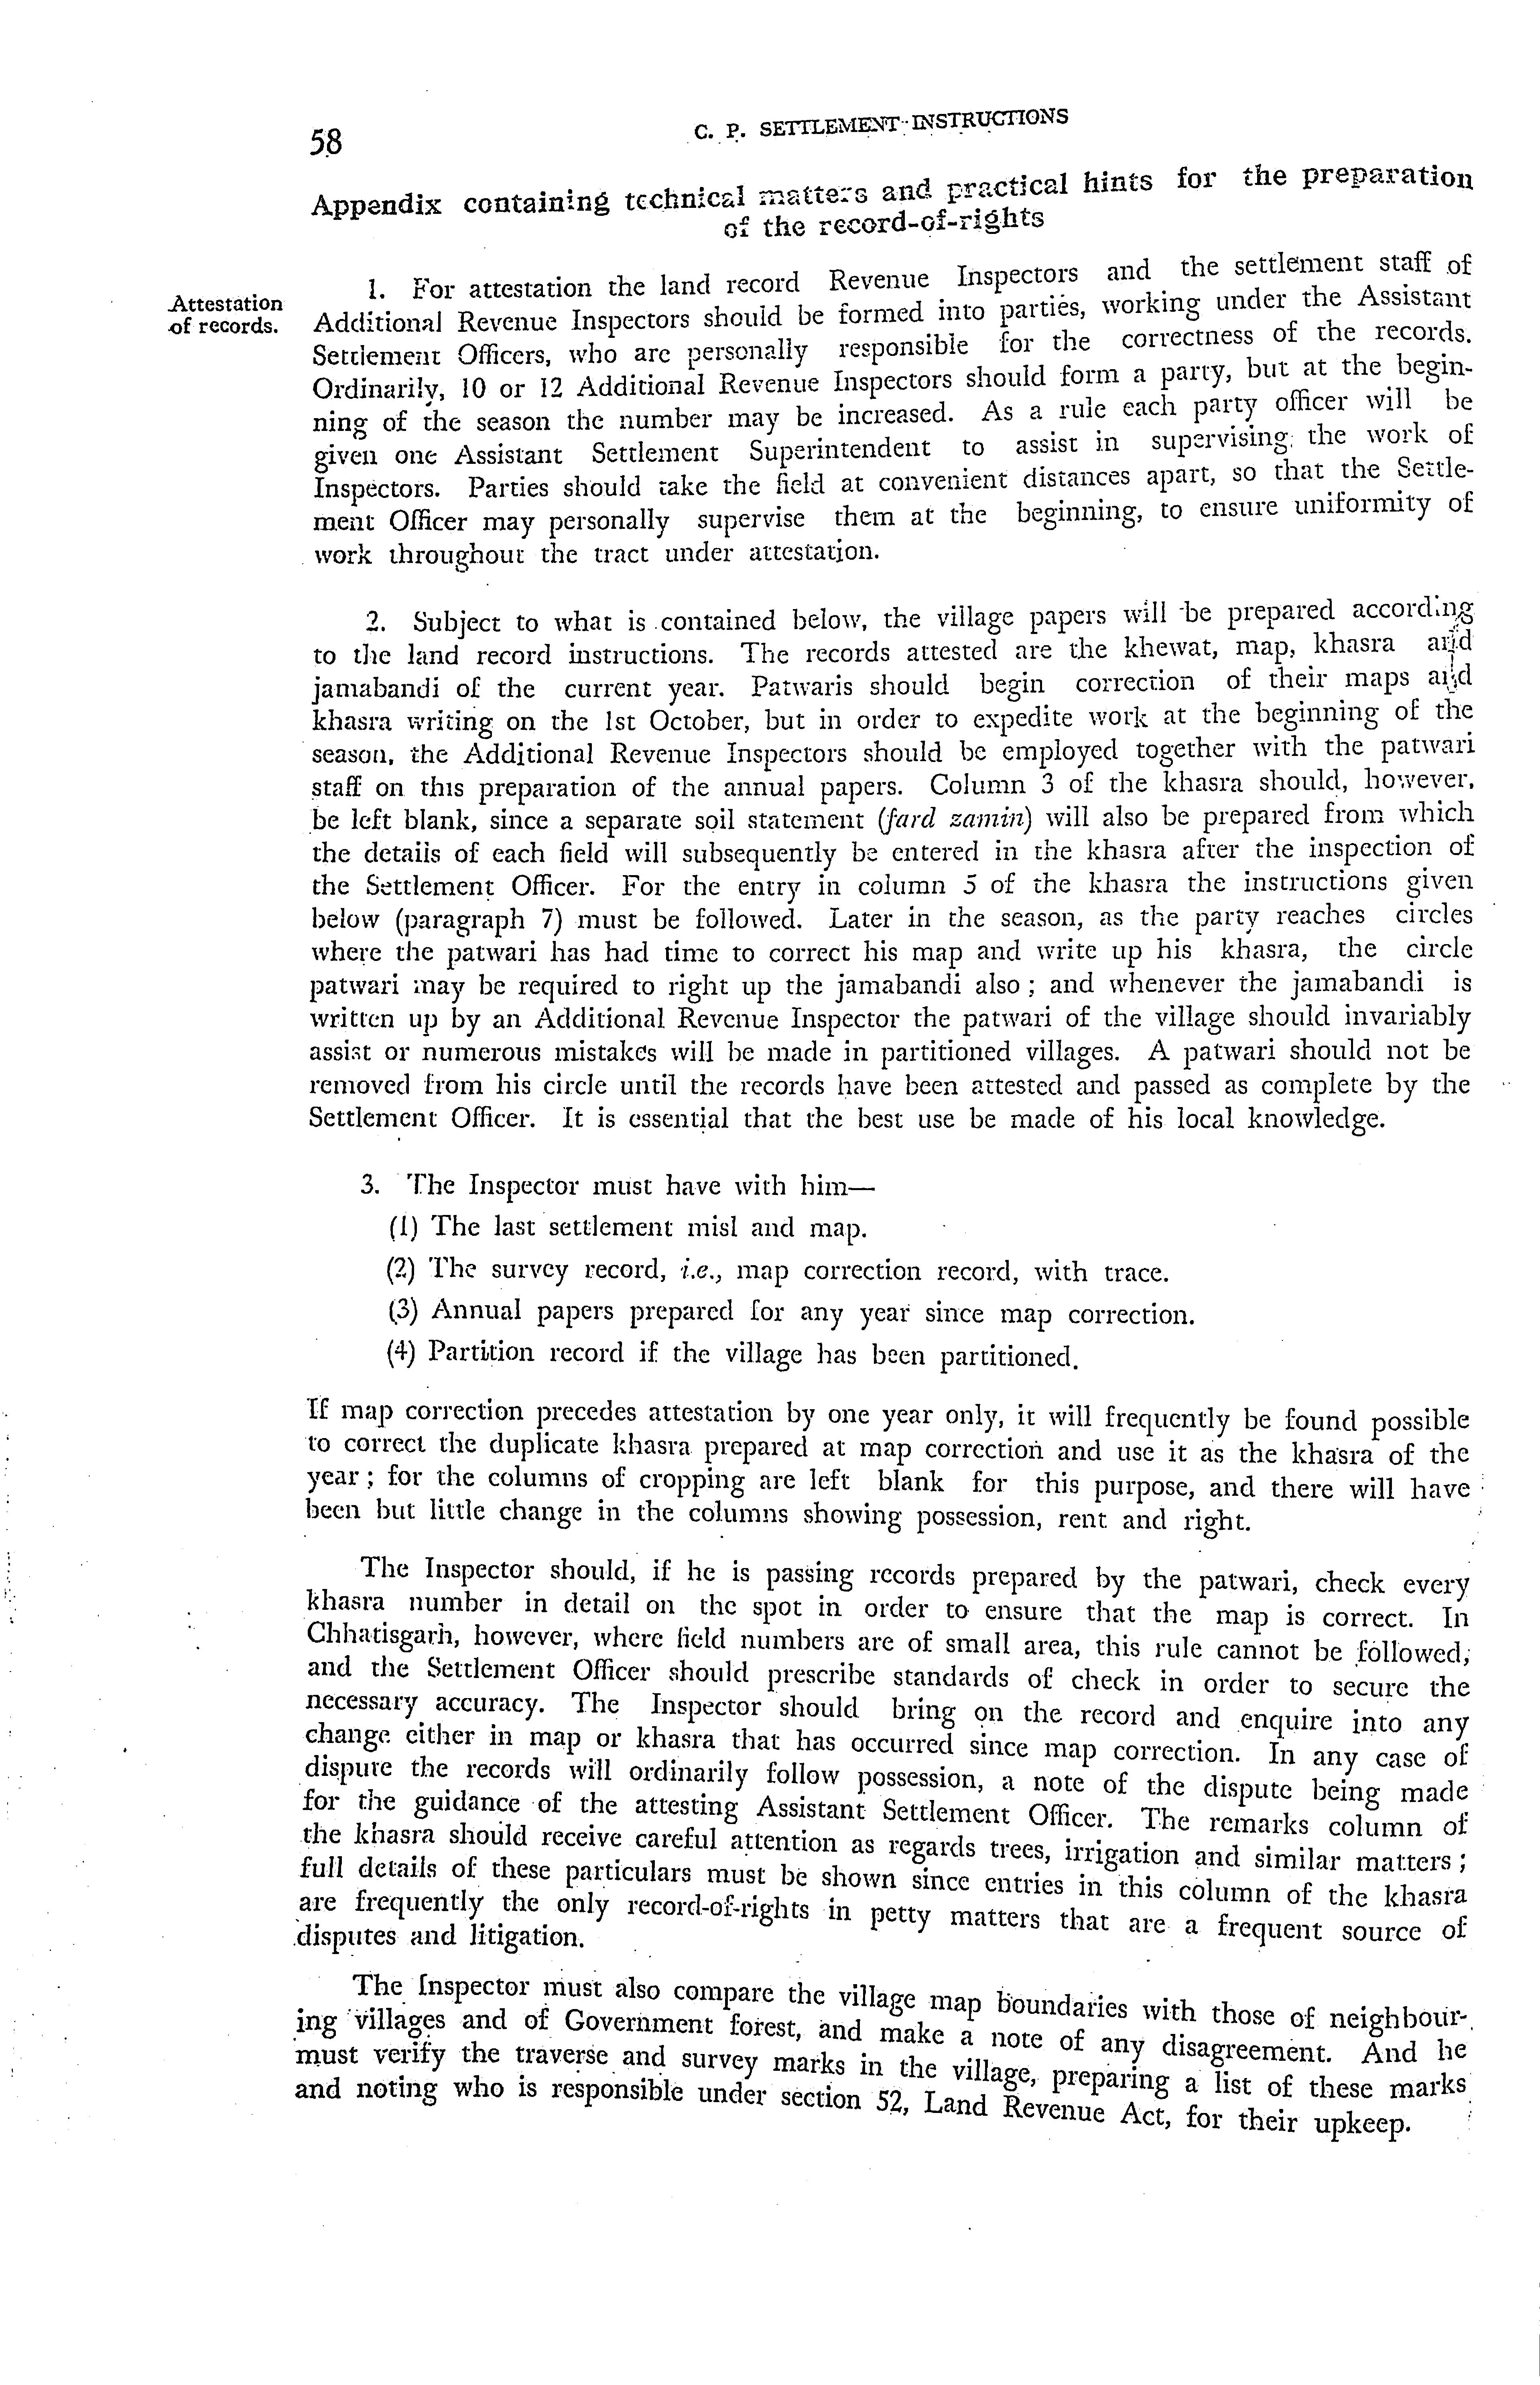 58
C. P. SETTLEMENT INSTRUCTIONS
Appendix containing technical matters and practical hints for the preparation
of the record-of-rights
Attestation
of records.
1. For attestation the land record Revenue Inspectors and the settlement staff of
Additional Revenue Inspectors should be formed into parties, working under the Assistant
Settlement Officers, who are personally responsible for the correctness of the records.
Ordinarily, 10 or 12 Additional Revenue Inspectors should form a party, but at the begin-
ning of the season the number may be increased. As a rule each party officer will be
given one Assistant Settlement Superintendent to assist in supervising the work of
Inspectors. Parties should take the field at convenient distances apart, so that the Settle-
ment Officer may personally supervise them at the beginning, to ensure uniformity of
work throughout the tract under attestation.
2. Subject to what is contained below, the village papers will be prepared according
to the land record instructions. The records attested are the khewat, map, khasra and
jamabandi of the current year. Patwaris should begin correction of their maps and
khasra writing on the 1st October, but in order to expedite work at the beginning of the
season, the Additional Revenue Inspectors should be employed together with the patwari
staff on this preparation of the annual papers. Column 3 of the khasra should, however,
be left blank, since a separate soil statement (fard zamin) will also be prepared from which
the details of each field will subsequently be entered in the khasra after the inspection of
the Settlement Officer. For the entry in column 5 of the khasra the instructions given
below (paragraph 7) must be followed. Later in the season, as the party reaches circles
where the patwari has had time to correct his map and write up his khasra, the circle
patwari may be required to right up the jamabandi also ; and whenever the jamabandi is
written up by an Additional Revenue Inspector the patwari of the village should invariably
assist or numerous mistakes will be made in partitioned villages. A patwari should not be
removed from his circle until the records have been attested and passed as complete by the
Settlement Officer. It is essential that the best use be made of his local knowledge.
3. The Inspector must have with him—
(1) The last settlement misl and map.
(2) The survey record, i.e., map correction record, with trace.
(3) Annual papers prepared for any year since map correction.
(4) Partition record if the village has been partitioned.
If map correction precedes attestation by one year only, it will frequently be found possible
to correct the duplicate khasra prepared at map correction and use it as the khasra of the
year ; for the columns of cropping are left blank for this purpose, and there will have
been but little change in the columns showing possession, rent and right.
The Inspector should, if he is passing records prepared by the patwari, check every
khasra number in detail on the spot in order to ensure that the map is correct. In
Chhatisgarh, however, where field numbers are of small area, this rule cannot be followed,
and the Settlement Officer should prescribe standards of check in order to secure the
necessary accuracy. The Inspector should bring on the record and enquire into any
change either in map or khasra that has occurred since map correction. In any case of
dispute the records will ordinarily follow possession, a note of the dispute being made
for the guidance of the attesting Assistant Settlement Officer. The remarks column of
the khasra should receive careful attention as regards trees, irrigation and similar matters ;
full details of these particulars must be shown since entries in this column of the khasra
are frequently the only record-of-rights in petty matters that are a frequent source of
disputes and litigation.
The Inspector must also compare the village map boundaries with those of neighbour-
ing villages and of Government forest, and make a note of any disagreement. And he
must verify the traverse and survey marks in the village, preparing a list of these marks
and noting who is responsible under section 52, Land Revenue Act, for their upkeep.